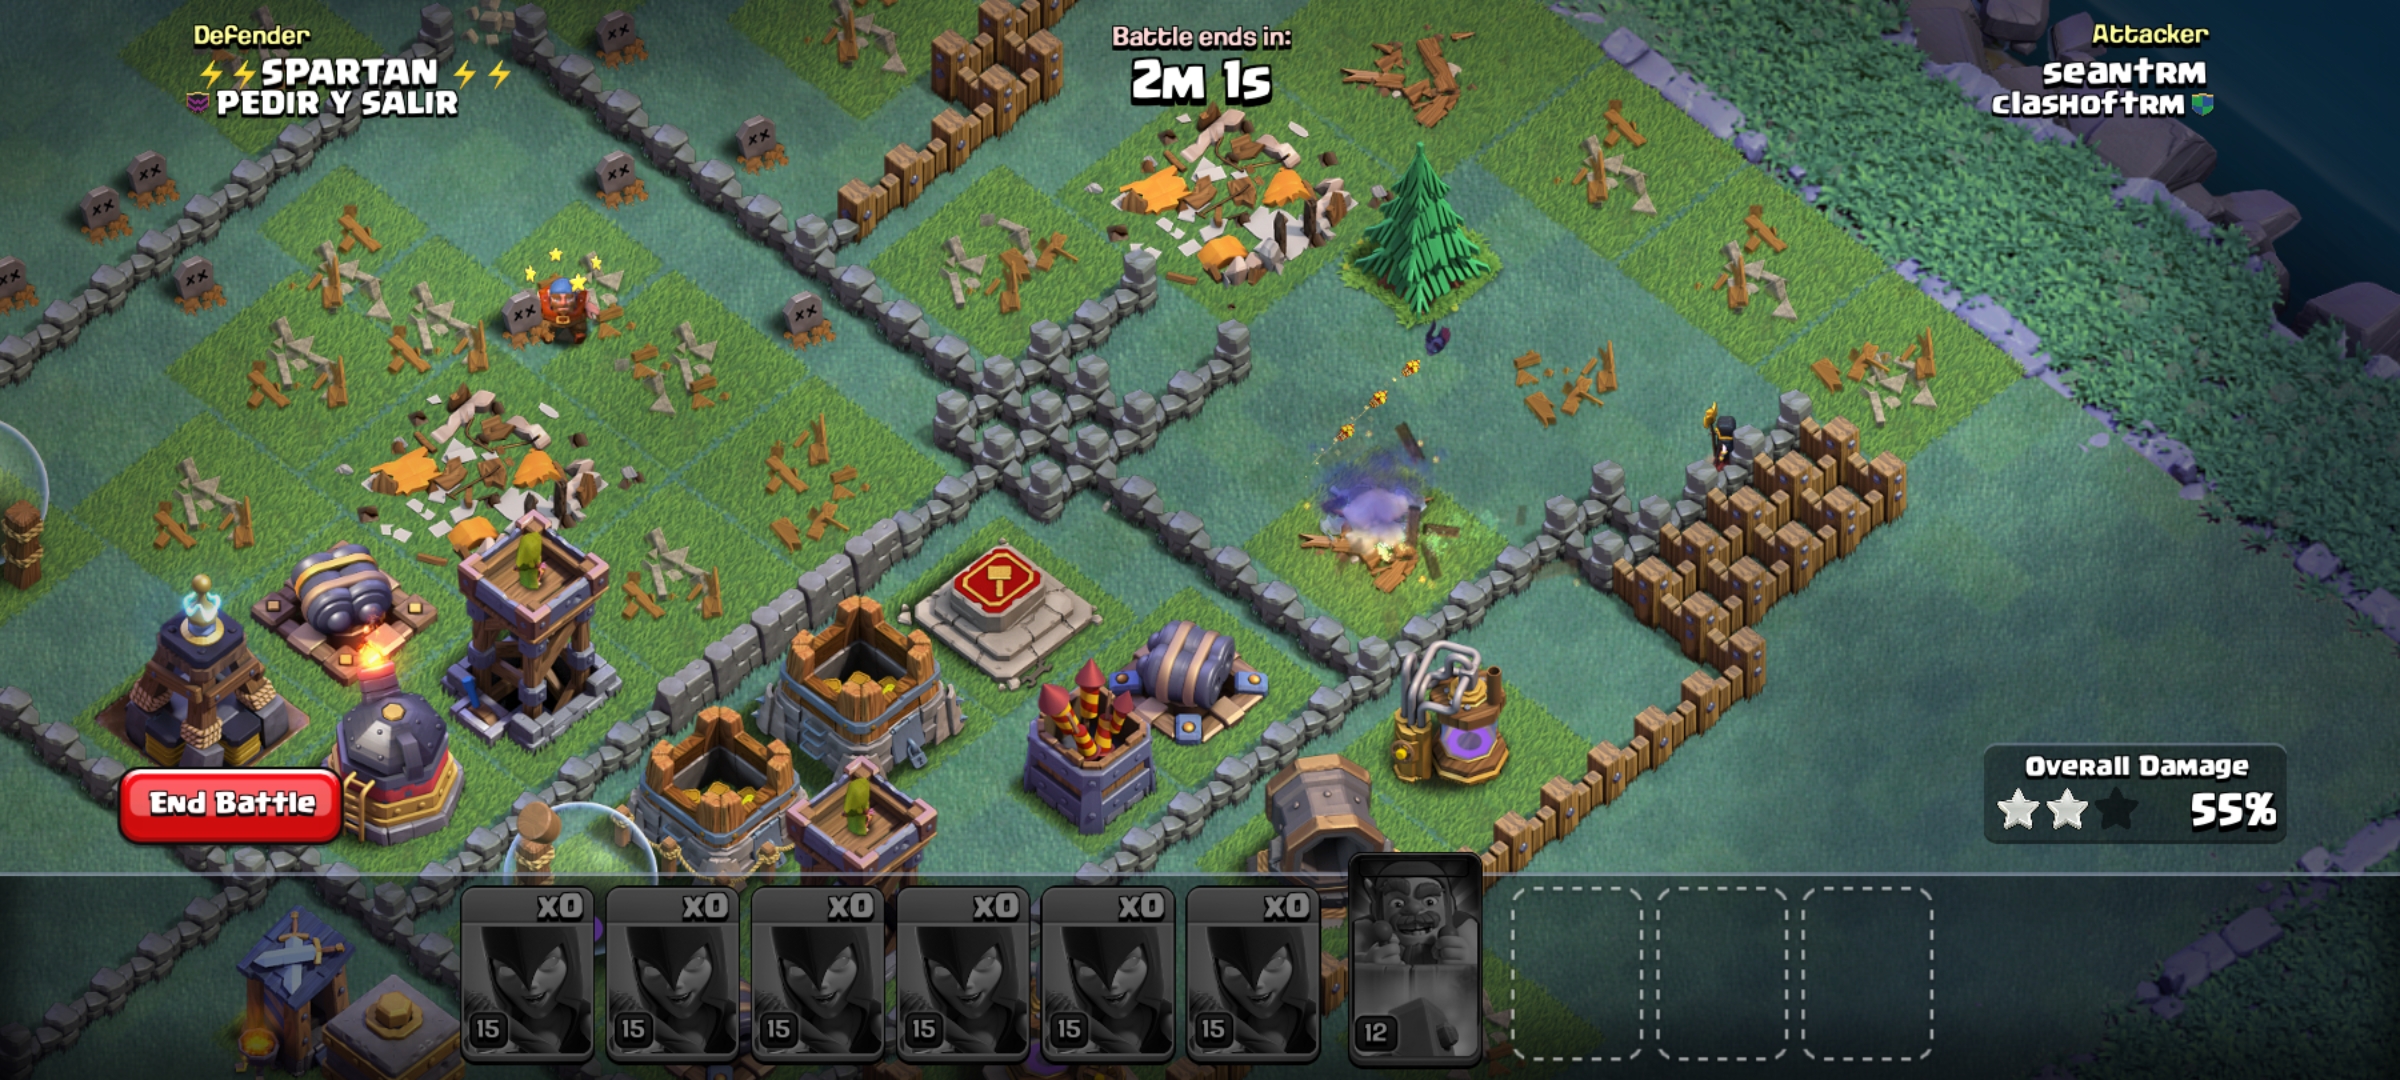 Defender
SPARTAN
PEDIR Y SALIR
Battle ends in:
2M 1s
Attacker
seantRM
clashoftRM
End Battle
Overall Damage
55%
x0
x0
x0
x0
x0
x0
15
15
15
15
15
15
12